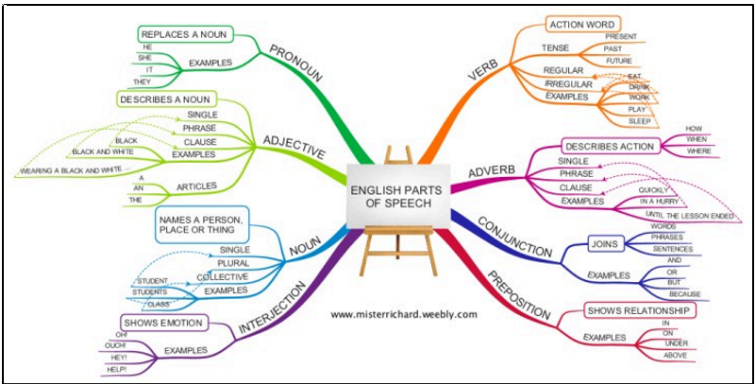 ENGLISH PARTS
OF SPEECH
www.misterrichard.weebly.com
PRONOUN
REPLACES A NOUN
EXAMPLES
HE
SHE
IT
THEY
ADJECTIVE
DESCRIBES A NOUN
SINGLE
PHRASE
CLAUSE
EXAMPLES
BLACK
BLACK AND WHITE
WEARING A BLACK AND WHITE
ARTICLES
A
AN
THE
NOUN
NAMES A PERSON,
PLACE OR THING
SINGLE
PLURAL
COLLECTIVE
EXAMPLES
STUDENT
STUDENTS
CLASS
INTERJECTION
SHOWS EMOTION
EXAMPLES
OH!
OUCH!
HEY!
HELP!
VERB
ACTION WORD
TENSE
PRESENT
PAST
FUTURE
REGULAR
IRREGULAR
EXAMPLES
EAT
DRINK
WORK
PLAY
SLEEP
ADVERB
DESCRIBES ACTION
HOW
WHEN
WHERE
SINGLE
PHRASE
CLAUSE
EXAMPLES
QUICKLY
IN A HURRY
UNTIL THE LESSON ENDED
CONJUNCTION
JOINS
WORDS
PHRASES
SENTENCES
EXAMPLES
AND
OR
BUT
BECAUSE
PREPOSITION
SHOWS RELATIONSHIP
EXAMPLES
IN
ON
UNDER
ABOVE